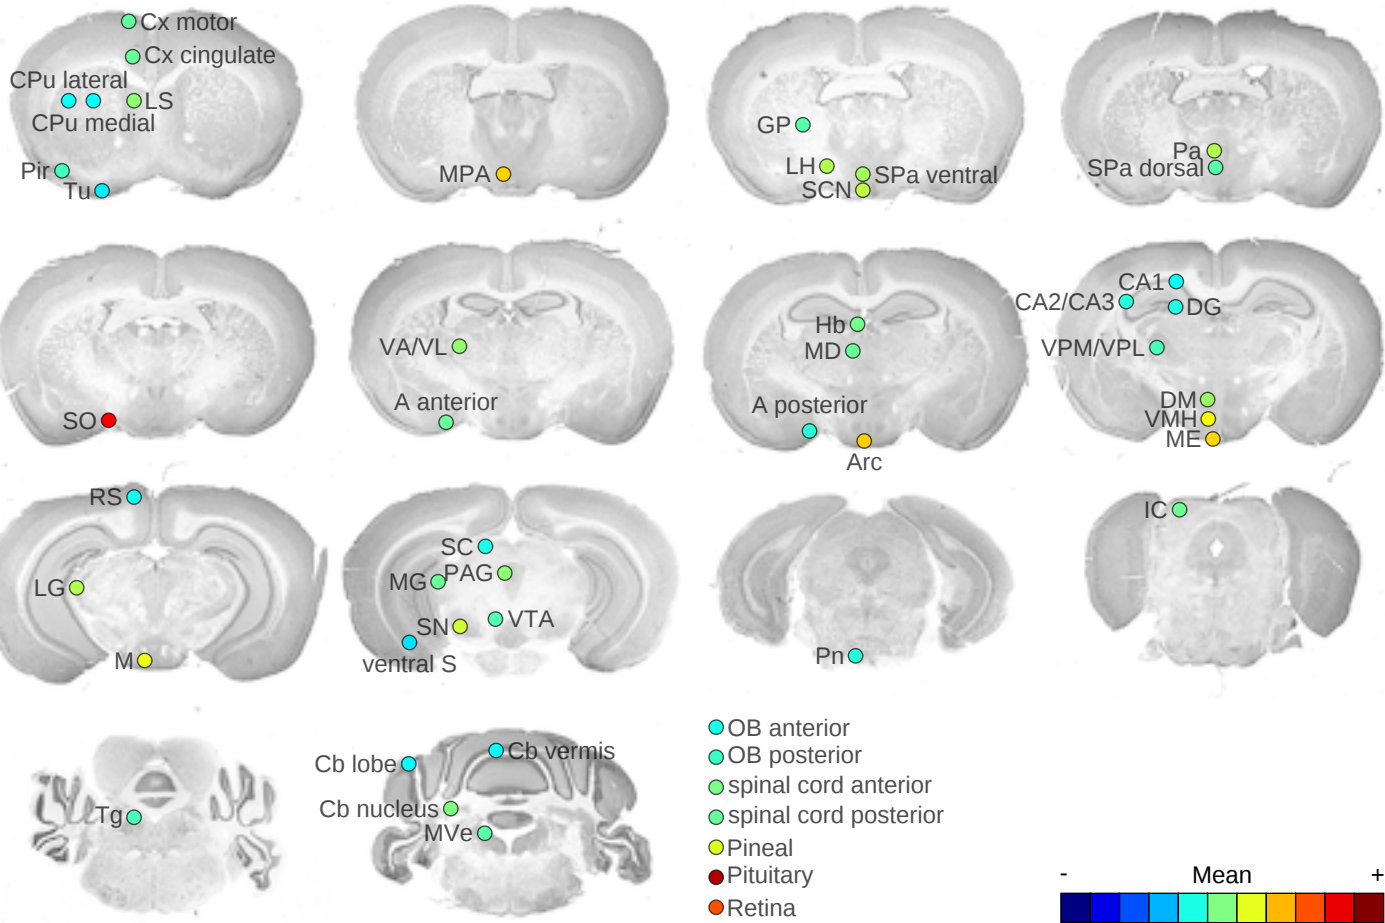 Cx motor
Cx cingulate
CPu lateral
LS
CPu medial
Pir
Tu
MPA
GP
LH
SPa ventral
SCN
Pa
SPa dorsal
SO
VA/VL
A anterior
Hb
MD
A posterior
Arc
CA1
CA2/CA3
DG
VPM/VPL
DM
VMH
ME
RS
LG
M
SC
MG
PAG
SN
VTA
ventral S
Pn
IC
Tg
Cb lobe
Cb vermis
Cb nucleus
MVe
OB anterior
OB posterior
spinal cord anterior
spinal cord posterior
Pineal
Pituitary
Retina
- Mean +